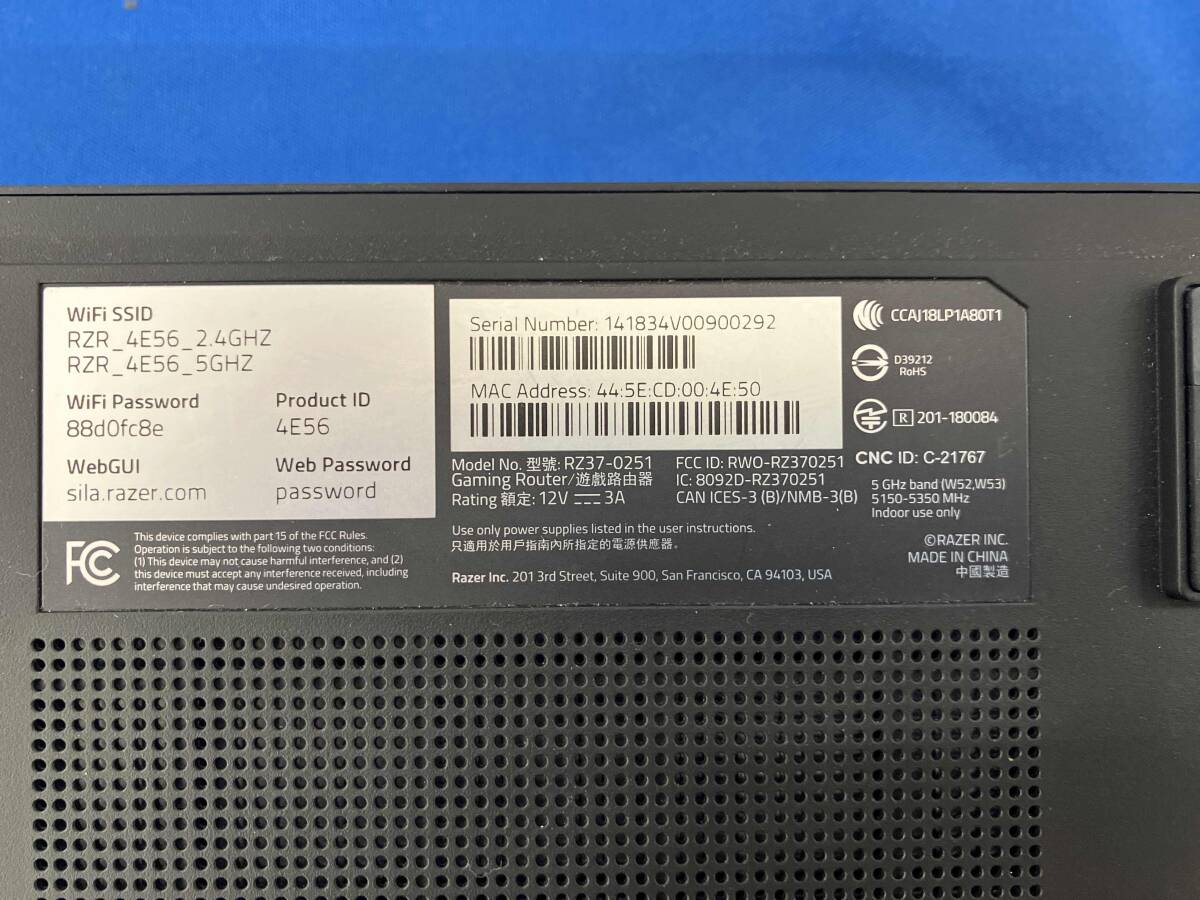 WiFi SSID
RZR_4E56_2.4GHZ
RZR_4E56_5GHZ
WiFi Password
88d0fc8e
Product ID
4E56
WebGUI
sila.razer.com
Web Password
password
FC
This device complies with part 15 of the FCC Rules.
Operation is subject to the following two conditions:
(1) This device may not cause harmful interference, and (2)
this device must accept any interference received, including
interference that may cause undesired operation.
Serial Number: 141834V00900292
MAC Address: 44:5E:CD:00:4E:50
Model No. 型號: RZ37-0251
Gaming Router/遊戲路由器
Rating 額定: 12V ⎓ 3A
FCC ID: RWO-RZ370251
IC: 8092D-RZ370251
CAN ICES-3 (B)/NMB-3(B)
Use only power supplies listed in the user instructions.
只適用於用戶指南內所指定的電源供應器。
Razer Inc. 201 3rd Street, Suite 900, San Francisco, CA 94103, USA
CCAJ18LP1A80T1
D39212
RoHS
R 201-180084
CNC ID: C-21767
5 GHz band (W52,W53)
5150-5350 MHz
Indoor use only
©RAZER INC.
MADE IN CHINA
中國製造